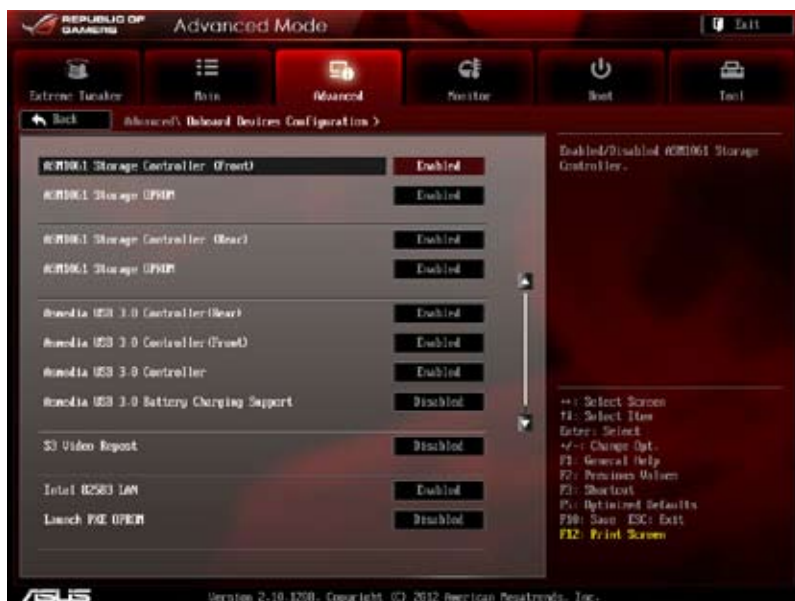 REPUBLIC OF
GAMERS
Advanced Mode
Exit
Extreme Tweaker
Main
Advanced
Monitor
Boot
Tool
Back
Advanced\ Onboard Devices Configuration >
ASM1061 Storage Controller (Front)
Enabled
ASM1061 Storage OPROM
Enabled
ASM1061 Storage Controller (Rear)
Enabled
ASM1061 Storage OPROM
Enabled
Asmedia USB 3.0 Controller(Rear)
Enabled
Asmedia USB 3.0 Controller(Front)
Enabled
Asmedia USB 3.0 Controller
Enabled
Asmedia USB 3.0 Battery Charging Support
Disabled
S3 Video Repost
Disabled
Intel 82583 LAN
Enabled
Launch PXE OPROM
Disabled
Enabled/Disabled ASM1061 Storage
Controller.
↔: Select Screen
↑↓: Select Item
Enter: Select
+/-: Change Opt.
F1: General Help
F2: Previous Values
F3: Shortcut
F5: Optimized Defaults
F10: Save ESC: Exit
F12: Print Screen
ASUS
Version 2.10.1208. Copyright (C) 2012 American Megatrends, Inc.